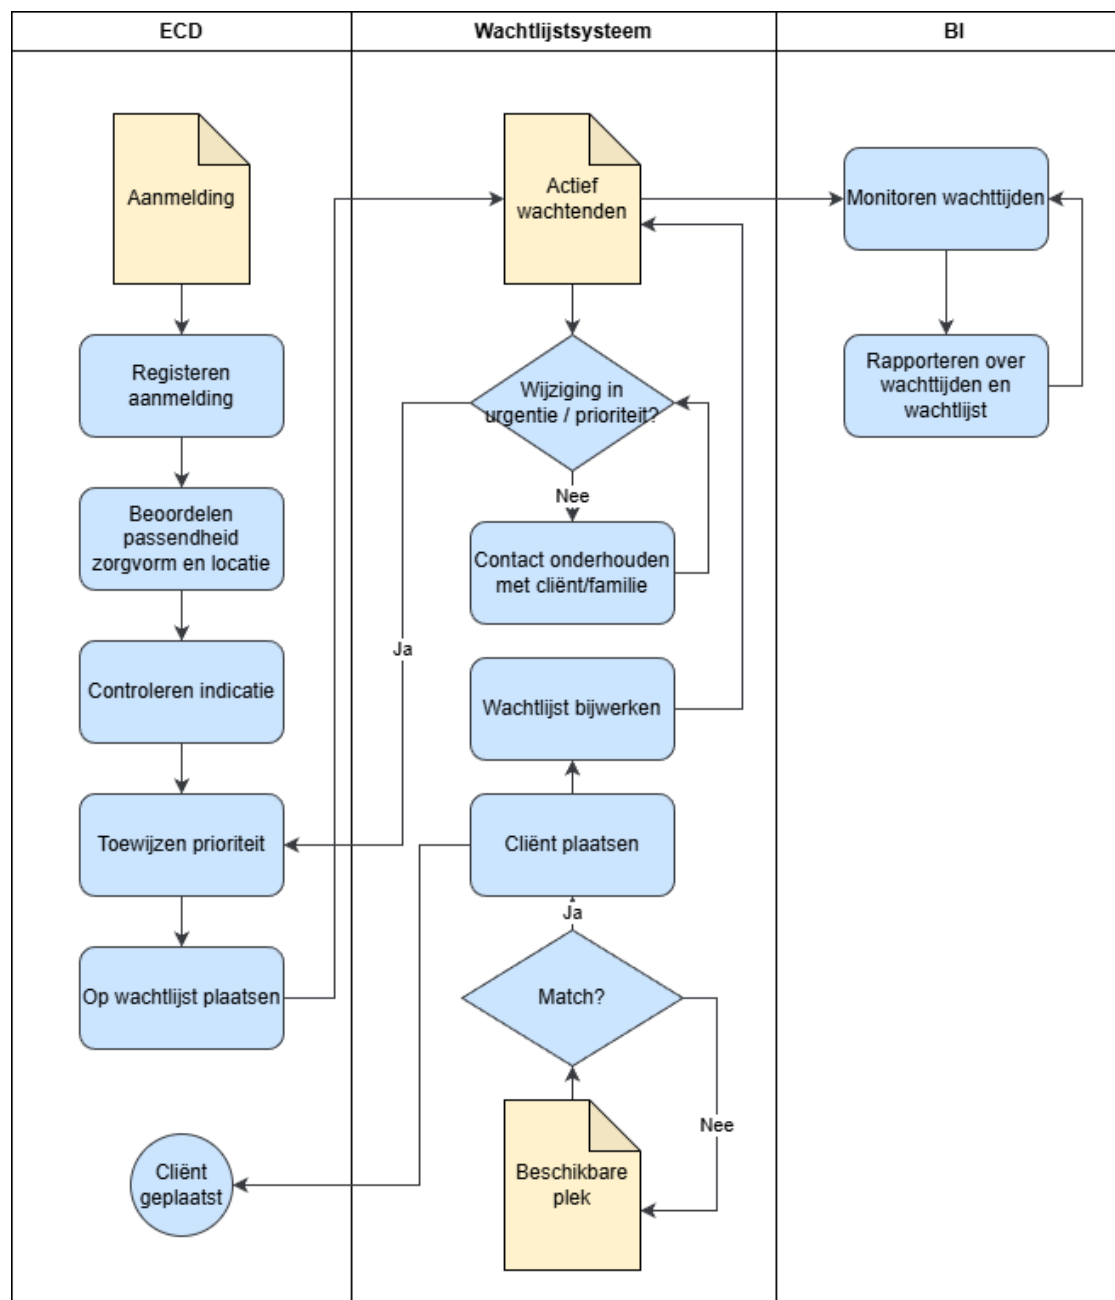 ECD
Wachtlijstsysteem
BI
Aanmelding
Actief
wachtenden
Monitoren wachttijden
Registeren
aanmelding
Wijziging in
urgentie / prioriteit?
Rapporteren over
wachttijden en
wachtlijst
Nee
Beoordelen
passendheid
zorgvorm en locatie
Contact onderhouden
met cliënt/familie
Ja
Controleren indicatie
Wachtlijst bijwerken
Toewijzen prioriteit
Cliënt plaatsen
Ja
Op wachtlijst plaatsen
Match?
Nee
Cliënt
geplaatst
Beschikbare
plek